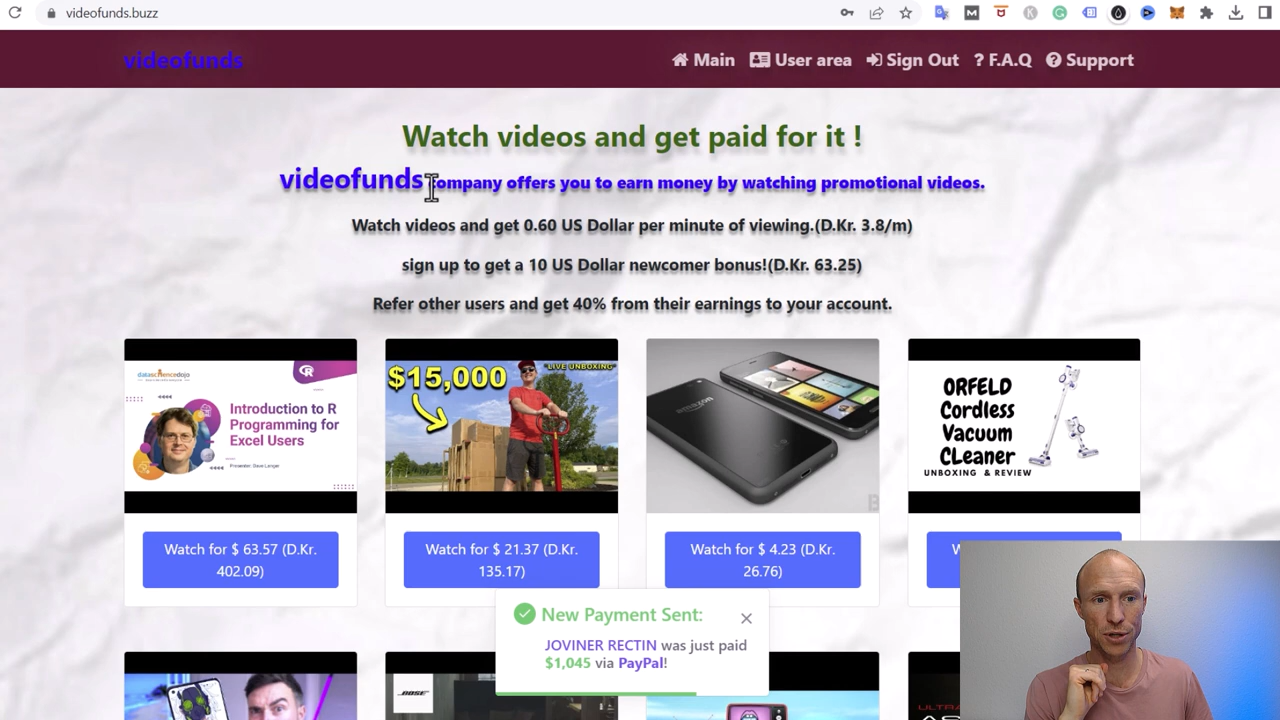 videofunds.buzz
videofunds
Main User area Sign Out ? F.A.Q Support
Watch videos and get paid for it !
videofunds company offers you to earn money by watching promotional videos.
Watch videos and get 0.60 US Dollar per minute of viewing.(D.Kr. 3.8/m)
sign up to get a 10 US Dollar newcomer bonus!(D.Kr. 63.25)
Refer other users and get 40% from their earnings to your account.
datasciencedojo
R
Introduction to R
Programming for
Excel Users
Presenter: Dave Langer
"LIVE UNBOXING"
$15,000
amazon
ORFELD
Cordless
Vacuum
CLeaner
UNBOXING & REVIEW
Watch for $ 63.57 (D.Kr.
402.09)
Watch for $ 21.37 (D.Kr.
135.17)
Watch for $ 4.23 (D.Kr.
26.76)
New Payment Sent:
JOVINER RECTIN was just paid
$1,045 via PayPal!
BOSE